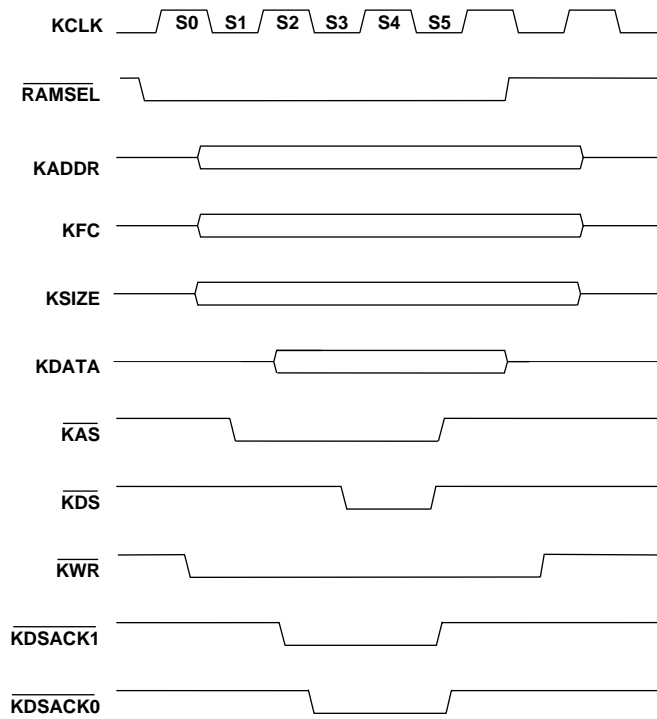 KCLK S0 S1 S2 S3 S4 S5
RAMSEL
KADDR
KFC
KSIZE
KDATA
KAS
KDS
KWR
KDSACK1
KDSACK0